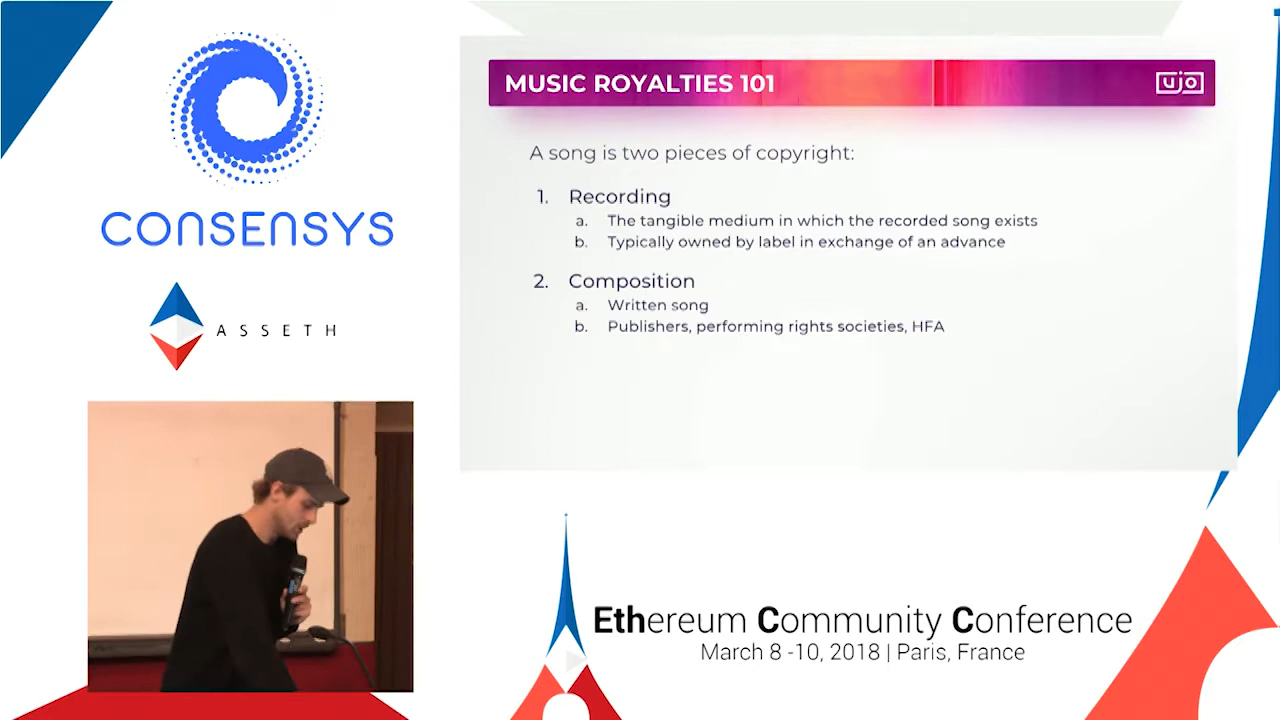 CONSENSYS
ASSETH
MUSIC ROYALTIES 101
ujo
A song is two pieces of copyright:
1. Recording
a. The tangible medium in which the recorded song exists
b. Typically owned by label in exchange of an advance
2. Composition
a. Written song
b. Publishers, performing rights societies, HFA
Ethereum Community Conference
March 8 -10, 2018 | Paris, France